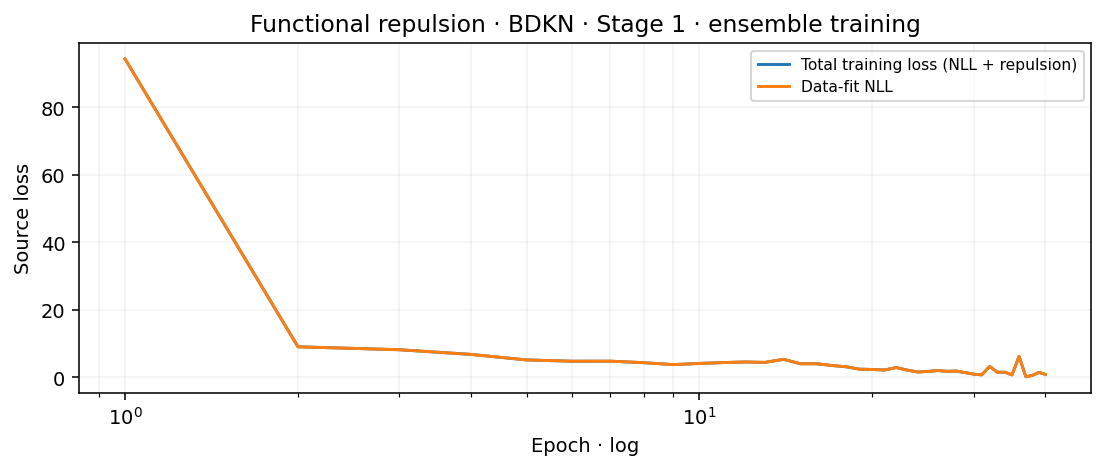 Functional repulsion · BDKN · Stage 1 · ensemble training
Total training loss (NLL + repulsion)
Data-fit NLL
Source loss
80
60
40
20
0
10⁰
10¹
Epoch · log